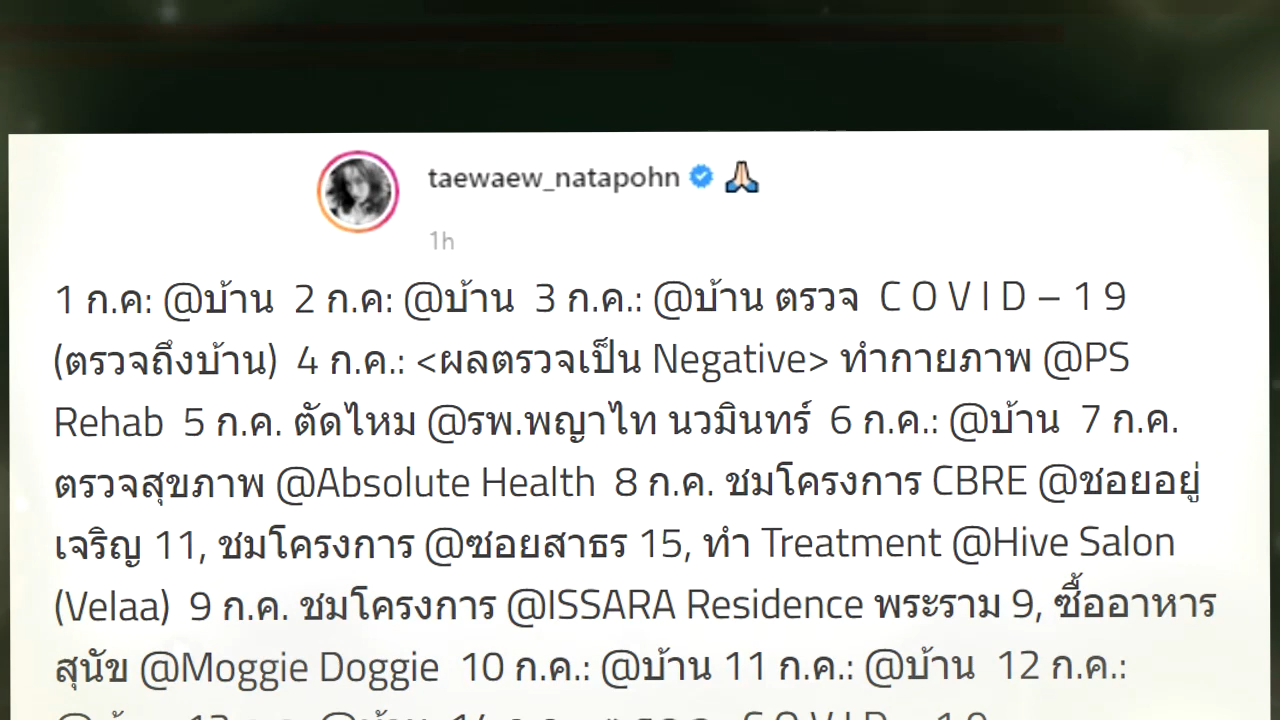 taewaew_natapohn 🙏🏻
1h
1 ก.ค: @บ้าน 2 ก.ค: @บ้าน 3 ก.ค.: @บ้าน ตรวจ C O V I D – 1 9
(ตรวจถึงบ้าน) 4 ก.ค.: <ผลตรวจเป็น Negative> ทำกายภาพ @PS
Rehab 5 ก.ค. ตัดไหม @รพ.พญาไท นวมินทร์ 6 ก.ค.: @บ้าน 7 ก.ค.
ตรวจสุขภาพ @Absolute Health 8 ก.ค. ชมโครงการ CBRE @ซอยอยู่
เจริญ 11, ชมโครงการ @ซอยสาธร 15, ทำ Treatment @Hive Salon
(Velaa) 9 ก.ค. ชมโครงการ @ISSARA Residence พระราม 9, ซื้ออาหาร
สุนัข @Moggie Doggie 10 ก.ค.: @บ้าน 11 ก.ค.: @บ้าน 12 ก.ค.: